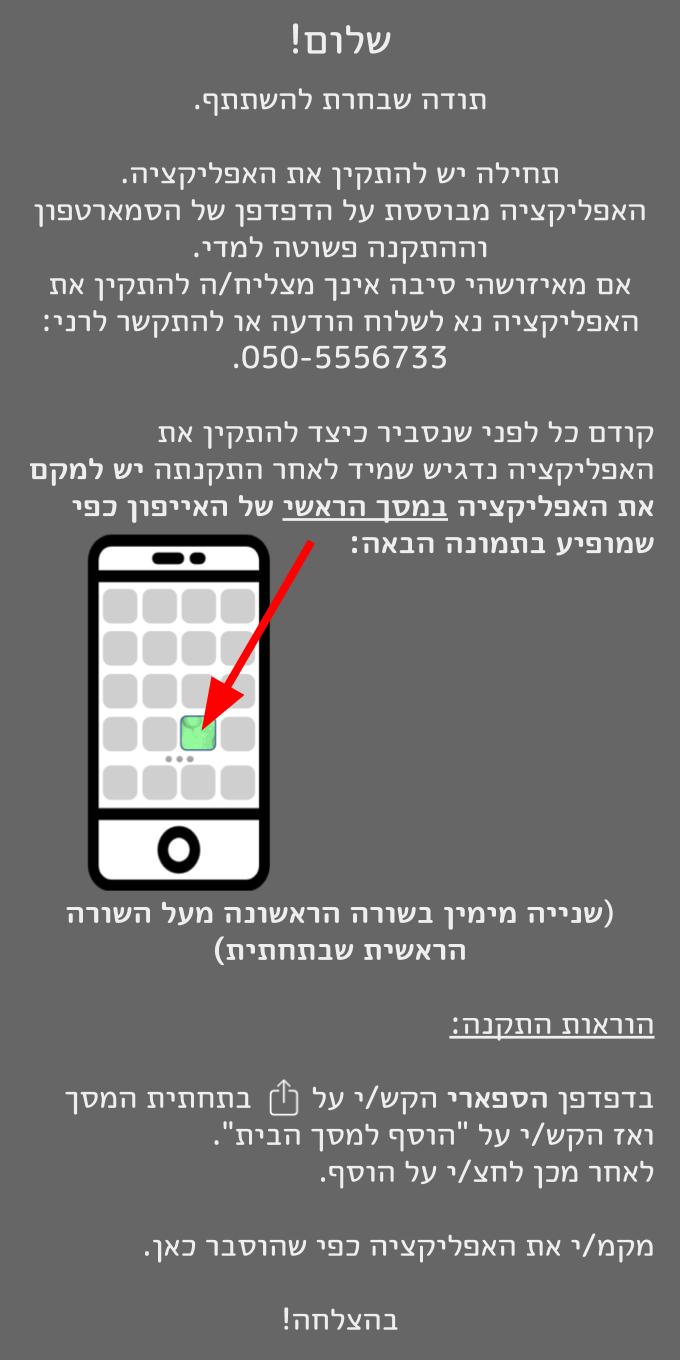 שלום!
תודה שבחרת להשתתף.
תחילה יש להתקין את האפליקציה.
האפליקציה מבוססת על הדפדפן של הסמארטפון
וההתקנה פשוטה למדי.
אם מאיזושהי סיבה אינך מצליח/ה להתקין את
האפליקציה נא לשלוח הודעה או להתקשר לרני:
050-5556733.
קודם כל לפני שנסביר כיצד להתקין את
האפליקציה נדגיש שמיד לאחר התקנתה יש למקם
את האפליקציה במסך הראשי של האייפון כפי
שמופיע בתמונה הבאה:
(שנייה מימין בשורה הראשונה מעל השורה
הראשית שבתחתית)
הוראות התקנה:
בדפדפן הספארי הקש/י על בתחתית המסך
ואז הקש/י על "הוסף למסך הבית".
לאחר מכן לחצ/י על הוסף.
מקמ/י את האפליקציה כפי שהוסבר כאן.
בהצלחה!